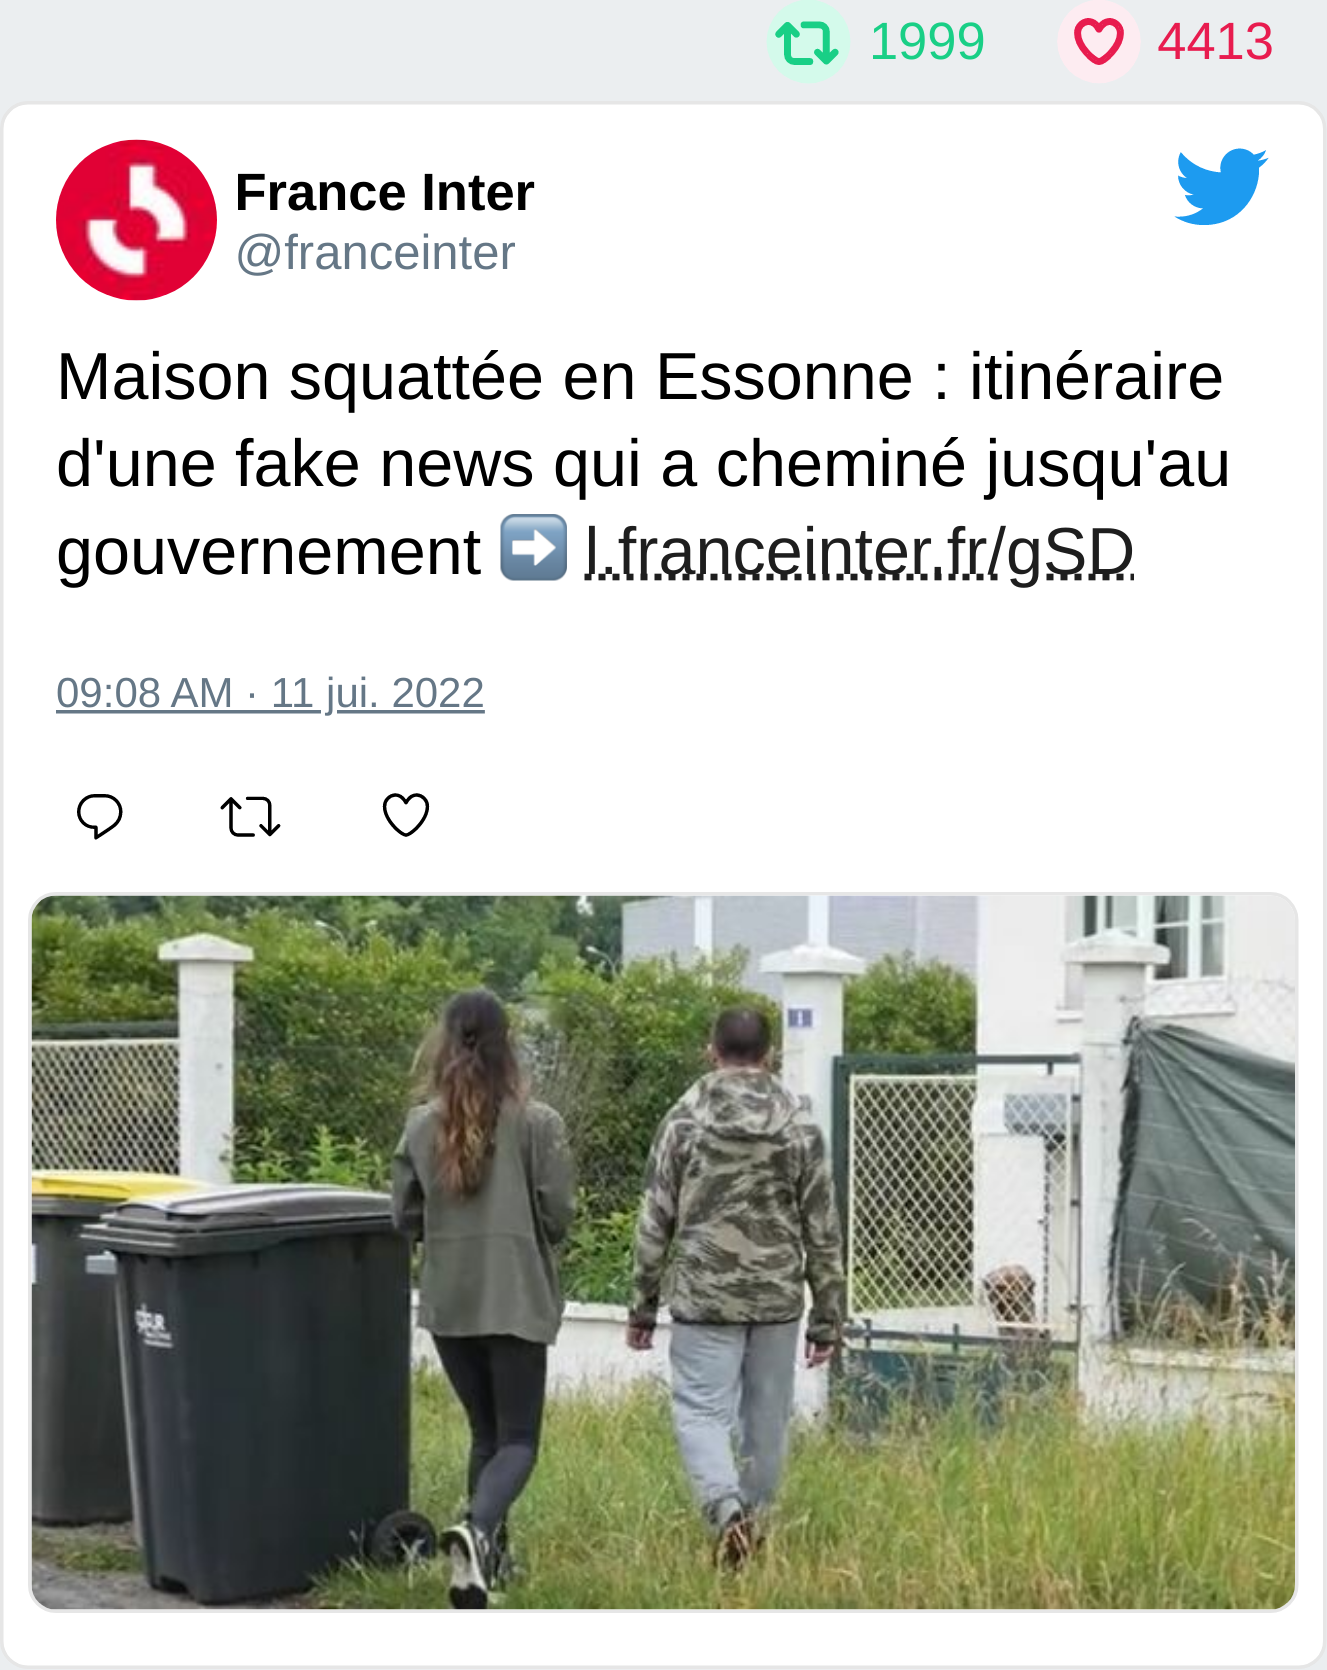 1999 4413
France Inter
@franceinter
Maison squattée en Essonne : itinéraire
d'une fake news qui a cheminé jusqu'au
gouvernement ➡ l.franceinter.fr/gSD
09:08 AM · 11 jui. 2022